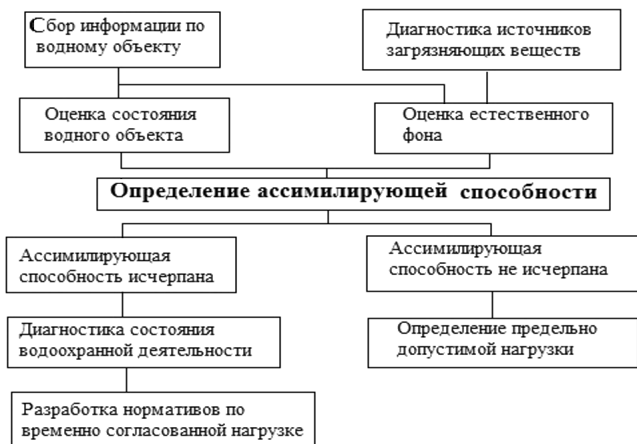 Сбор информации по
водному объекту
Диагностика источников
загрязняющих веществ
Оценка состояния
водного объекта
Оценка естественного
фона
Определение ассимилирующей способности
Ассимилирующая
способность исчерпана
Ассимилирующая
способность не исчерпана
Диагностика состояния
водоохранной деятельности
Определение предельно
допустимой нагрузки
Разработка нормативов по
временно согласованной нагрузке